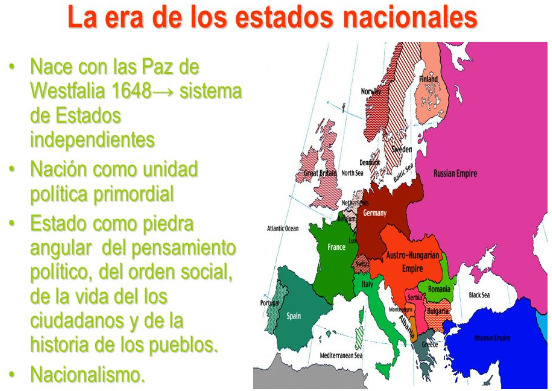 La era de los estados nacionales
• Nace con las Paz de
Westfalia 1648→ sistema
de Estados
independientes
• Nación como unidad
política primordial
• Estado como piedra
angular del pensamiento
político, del orden social,
de la vida del los
ciudadanos y de la
historia de los pueblos.
• Nacionalismo.
Finland
Norway
Sweden
Denmark
Baltic Sea
Great Britain
North Sea
Russian Empire
Netherlands
Germany
Atlantic Ocean
France
Austro-Hungarian
Empire
Italy
Romania
Black Sea
Serbia
Bulgaria
Portugal
Spain
Albania
Greece
Ottoman Empire
Mediterranean Sea